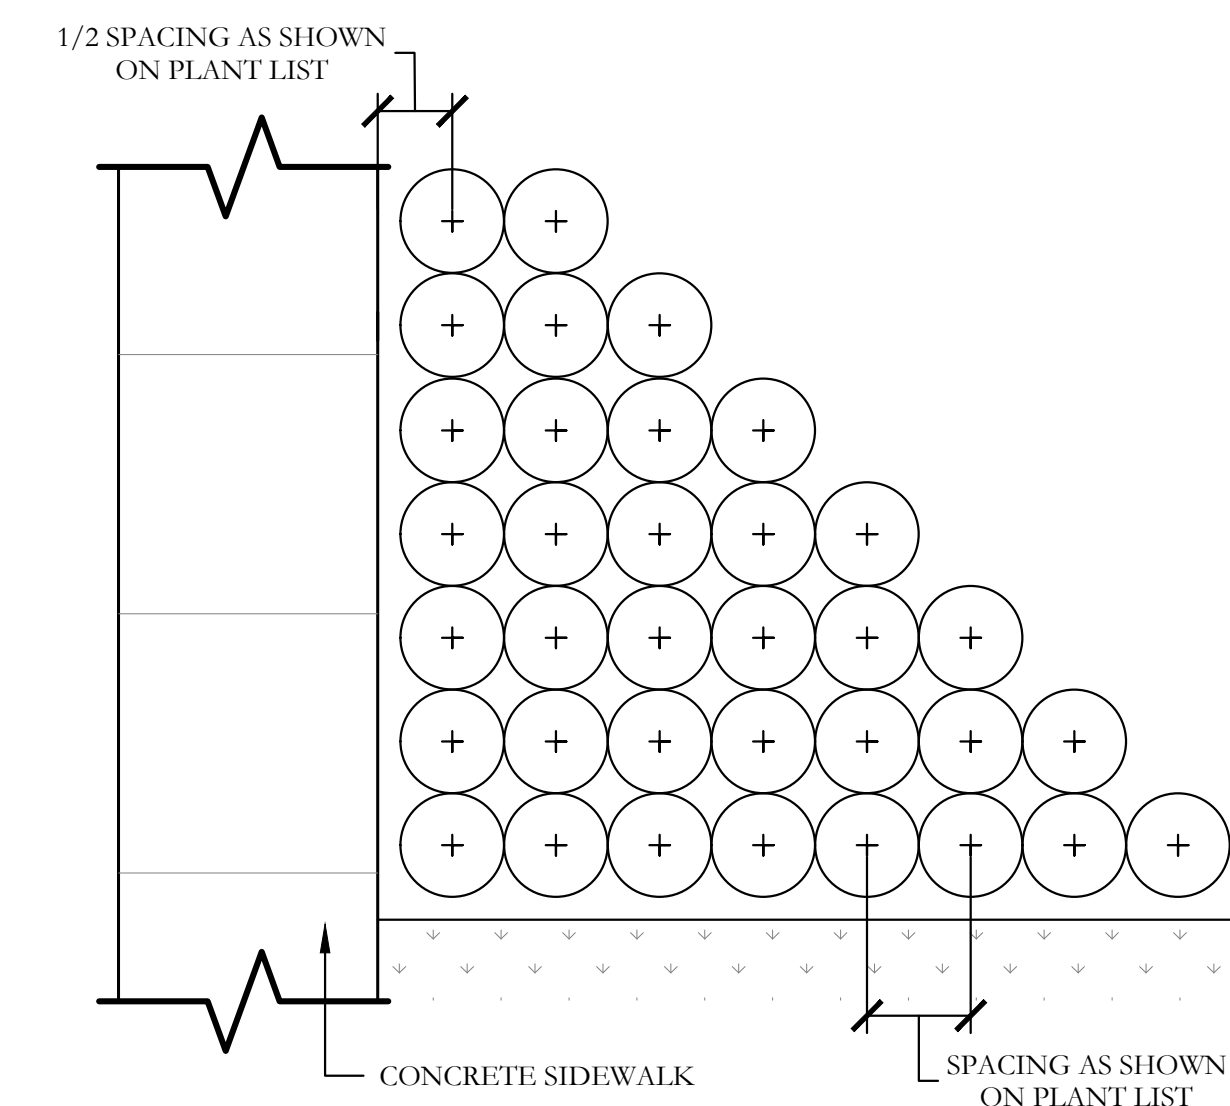 1/2 SPACING AS SHOWN
ON PLANT LIST
CONCRETE SIDEWALK
SPACING AS SHOWN
ON PLANT LIST